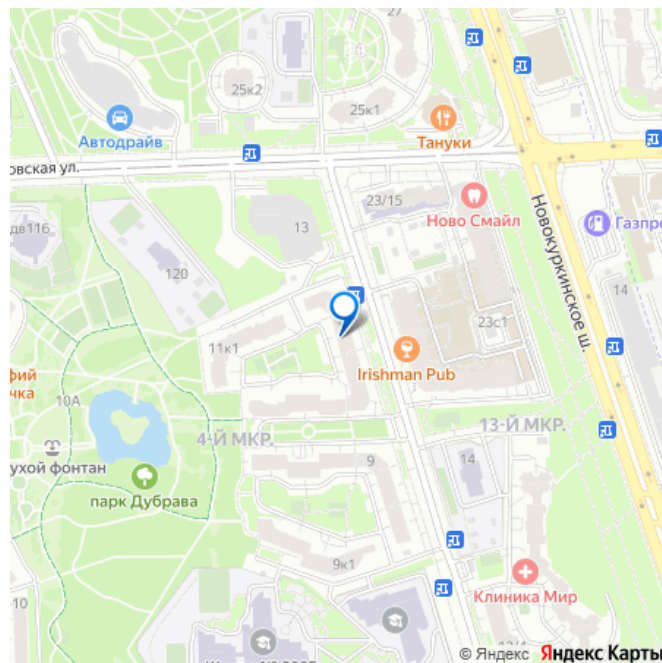 27
25к2
25к1
Автодрайв
Тануки
овская ул.
23/15
Ново Смайл
Новокуркинское ш.
Газпро
дв116
13
120
14
23с1
11к1
Irishman Pub
фий
чка
10А
4-Й МКР.
13-Й МКР.
ухой фонтан
9
14
парк Дубрава
9к1
Клиника Мир
10
© Яндекс Яндекс Карты